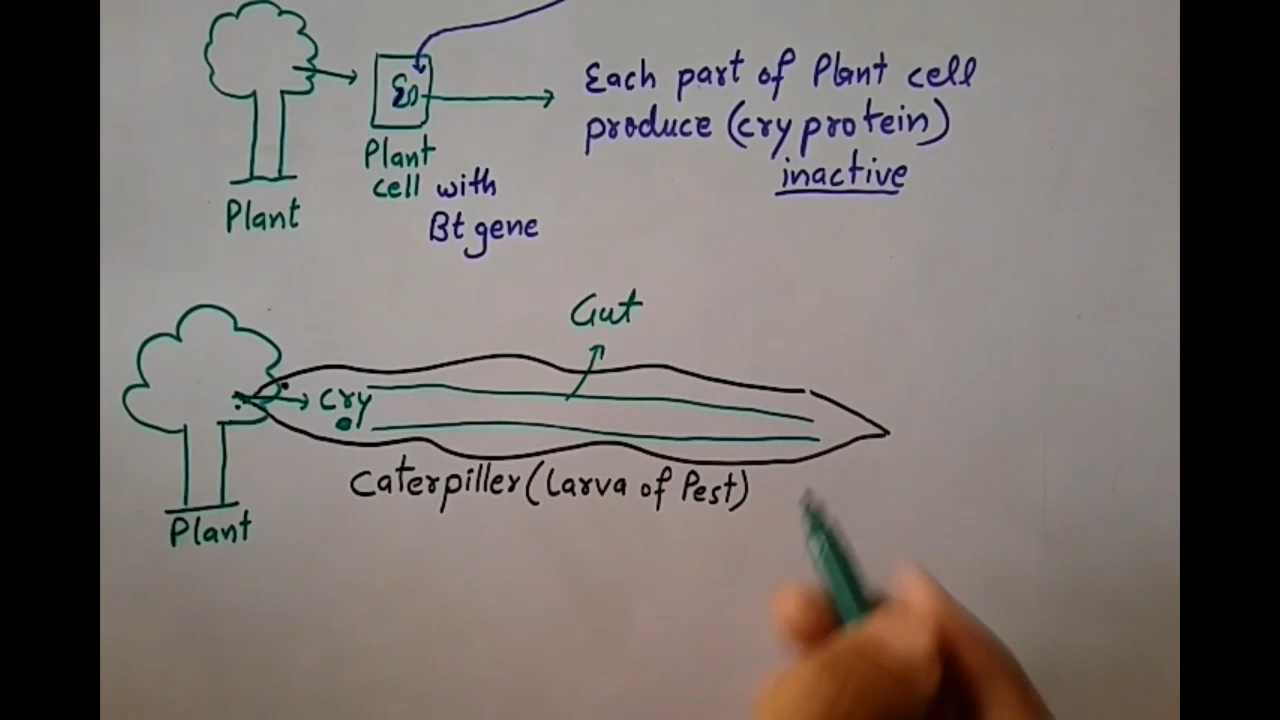 Each part of Plant cell
produce (cry protein)
inactive
Plant
cell with
Bt gene
Plant
Gut
cry
Caterpiller (Larva of Pest)
Plant